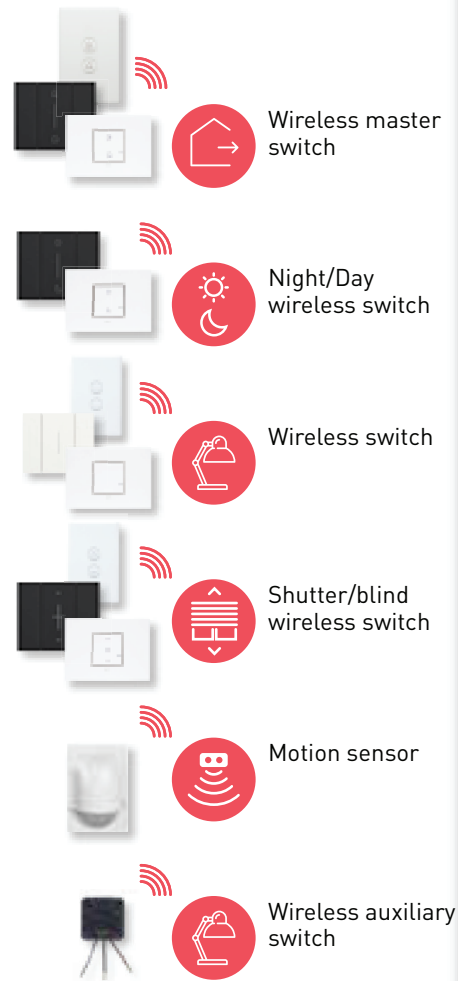 Wireless master
switch
Night/Day
wireless switch
Wireless switch
Shutter/blind
wireless switch
Motion sensor
Wireless auxiliary
switch